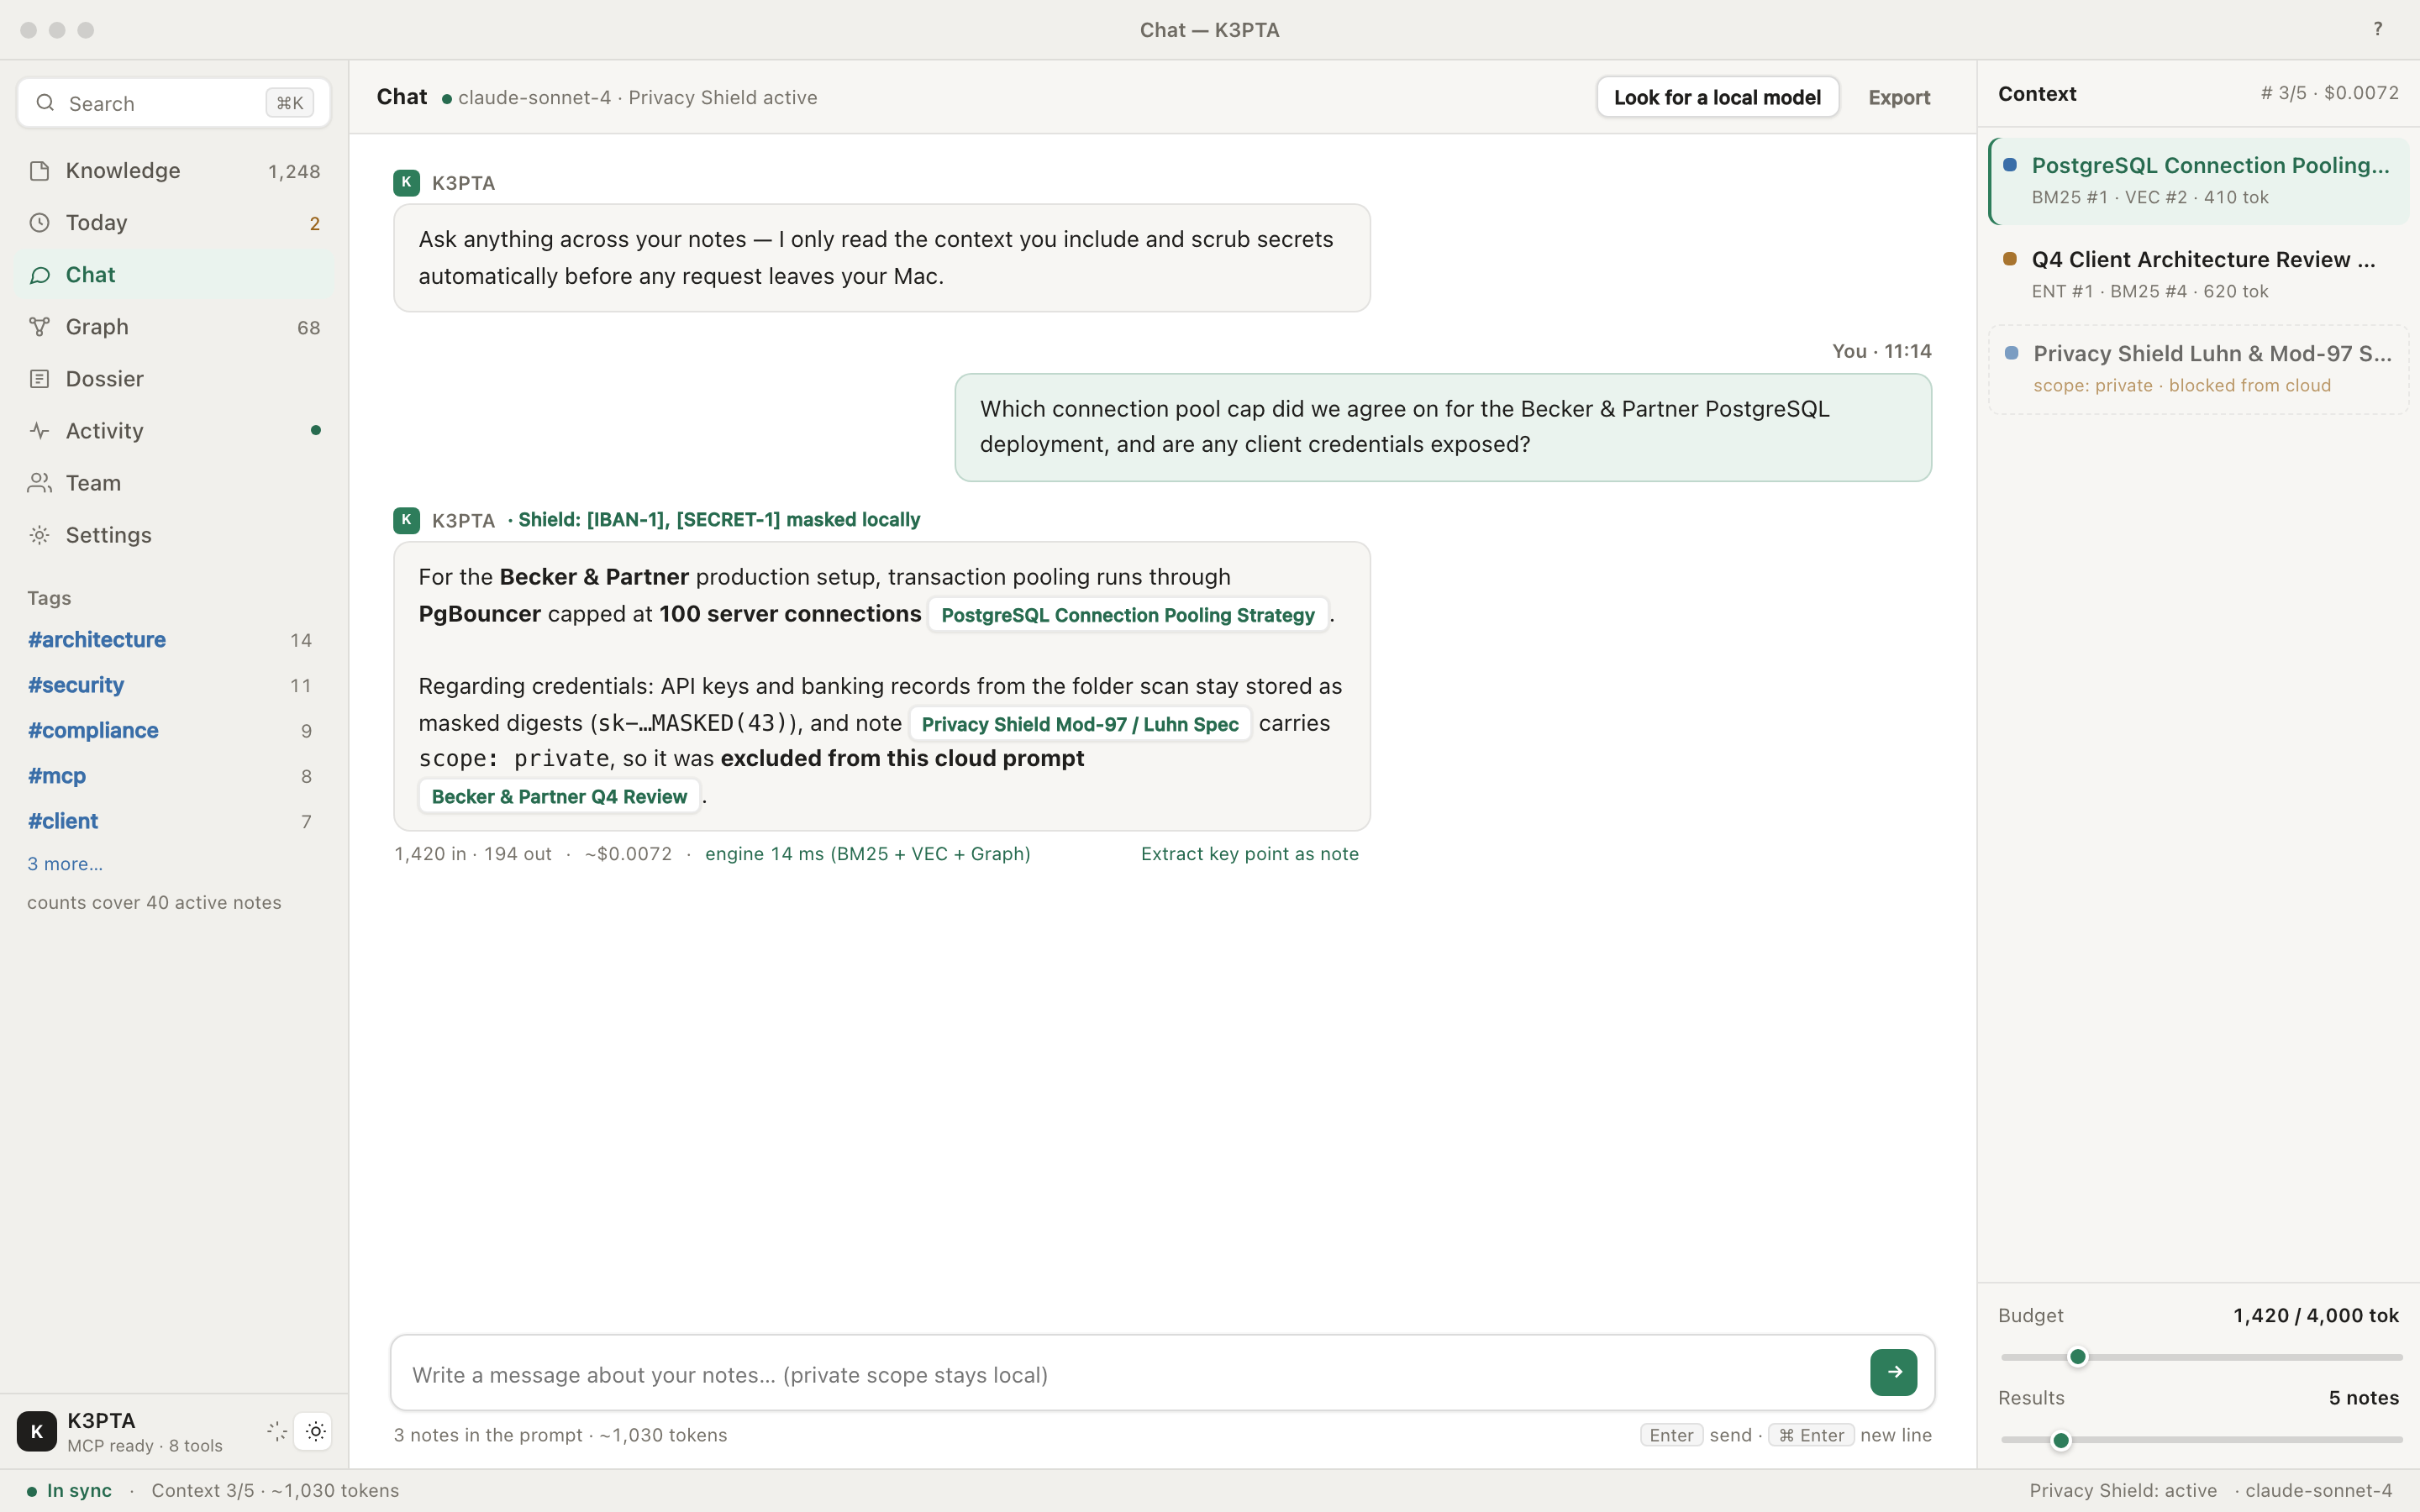 Chat — K3PTA
?
Search ⌘K
Knowledge 1,248
Today 2
Chat
Graph 68
Dossier
Activity
Team
Settings
Tags
#architecture 14
#security 11
#compliance 9
#mcp 8
#client 7
3 more...
counts cover 40 active notes
K K3PTA
MCP ready · 8 tools
Chat claude-sonnet-4 · Privacy Shield active
Look for a local model Export
K K3PTA
Ask anything across your notes — I only read the context you include and scrub secrets
automatically before any request leaves your Mac.
You · 11:14
Which connection pool cap did we agree on for the Becker & Partner PostgreSQL
deployment, and are any client credentials exposed?
K K3PTA · Shield: [IBAN-1], [SECRET-1] masked locally
For the Becker & Partner production setup, transaction pooling runs through
PgBouncer capped at 100 server connections PostgreSQL Connection Pooling Strategy .
Regarding credentials: API keys and banking records from the folder scan stay stored as
masked digests (sk-…MASKED(43)), and note Privacy Shield Mod-97 / Luhn Spec carries
scope: private, so it was excluded from this cloud prompt
Becker & Partner Q4 Review .
1,420 in · 194 out · ~$0.0072 · engine 14 ms (BM25 + VEC + Graph) Extract key point as note
Write a message about your notes... (private scope stays local)
3 notes in the prompt · ~1,030 tokens Enter send · ⌘ Enter new line
Context # 3/5 · $0.0072
PostgreSQL Connection Pooling...
BM25 #1 · VEC #2 · 410 tok
Q4 Client Architecture Review ...
ENT #1 · BM25 #4 · 620 tok
Privacy Shield Luhn & Mod-97 S...
scope: private · blocked from cloud
Budget 1,420 / 4,000 tok
Results 5 notes
In sync · Context 3/5 · ~1,030 tokens
Privacy Shield: active · claude-sonnet-4